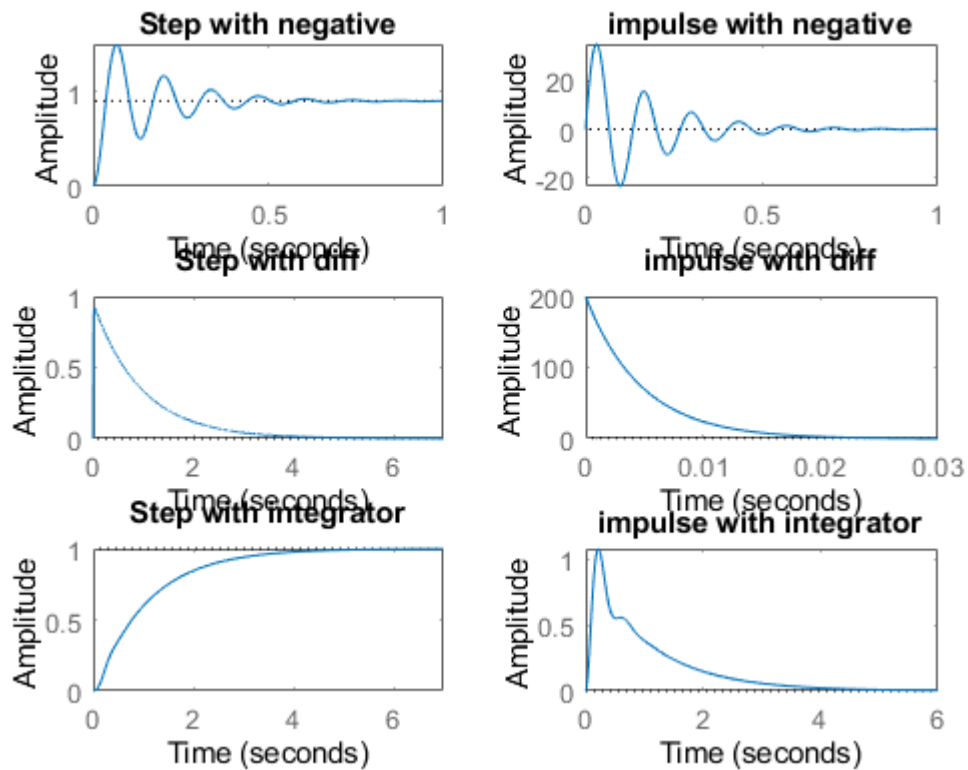 Step with negative
Amplitude
1
0
0
0.5
1
Time (seconds)
impulse with negative
Amplitude
20
0
-20
0
0.5
1
Time (seconds)
Step with diff
Amplitude
1
0.5
0
0
2
4
6
Time (seconds)
impulse with diff
Amplitude
200
100
0
0
0.01
0.02
0.03
Time (seconds)
Step with integrator
Amplitude
1
0.5
0
0
2
4
6
Time (seconds)
impulse with integrator
Amplitude
1
0.5
0
0
2
4
6
Time (seconds)